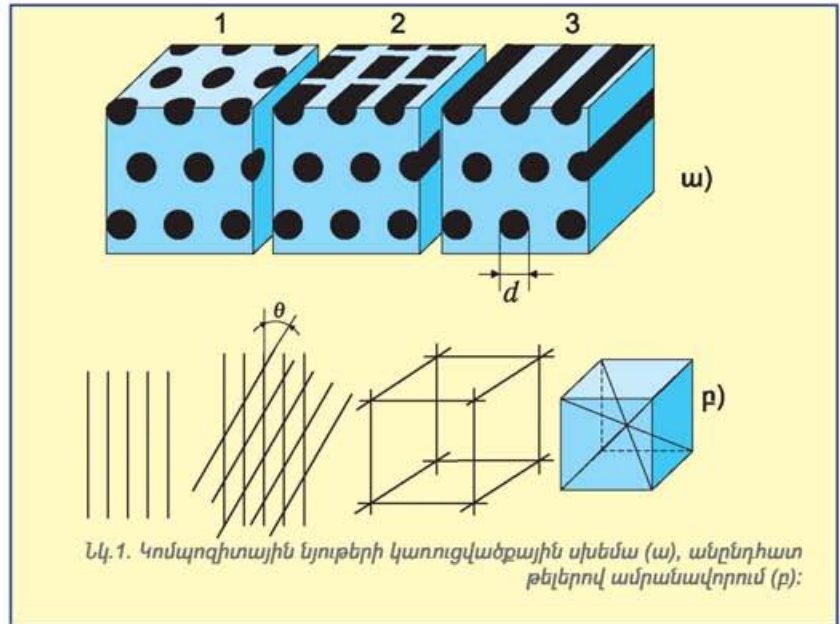 1 2 3
ա)
d
θ
բ)
Նկ.1. Կոմպոզիտային նյութերի կառուցվածքային սխեմա (ա), անընդհատ
թելերով ամրանավորում (բ):